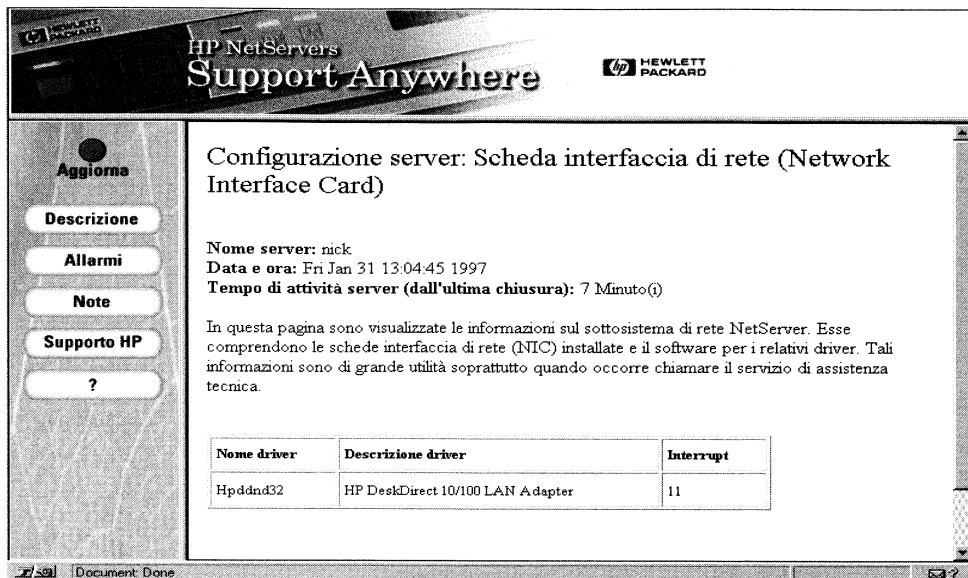 HEWLETT
PACKARD
HP NetServers
Support Anywhere
hp HEWLETT
PACKARD
Aggiorna
Descrizione
Allarmi
Note
Supporto HP
?
Configurazione server: Scheda interfaccia di rete (Network
Interface Card)
Nome server: nick
Data e ora: Fri Jan 31 13:04:45 1997
Tempo di attività server (dall'ultima chiusura): 7 Minuto(i)
In questa pagina sono visualizzate le informazioni sul sottosistema di rete NetServer. Esse
comprendono le schede interfaccia di rete (NIC) installate e il software per i relativi driver. Tali
informazioni sono di grande utilità soprattutto quando occorre chiamare il servizio di assistenza
tecnica.
Nome driver Descrizione driver Interrupt
Hpddnd32 HP DeskDirect 10/100 LAN Adapter 11
Document: Done
?